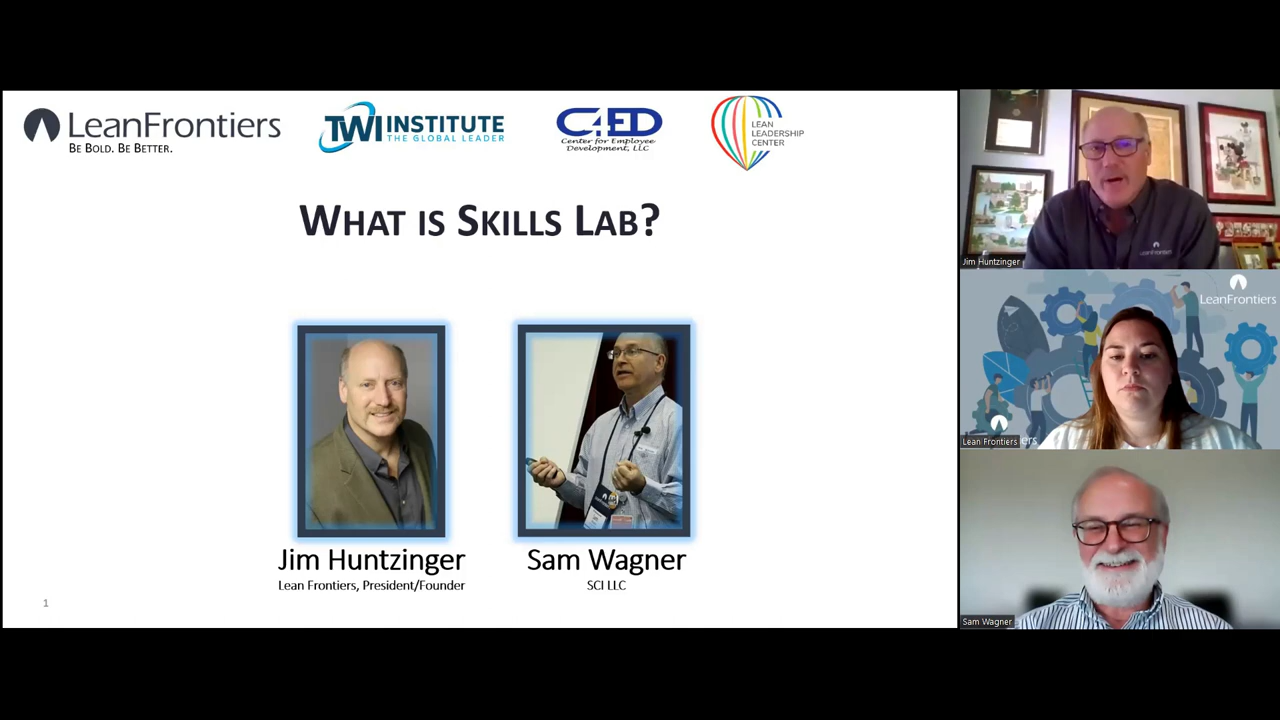 LeanFrontiers
BE BOLD. BE BETTER.
TWI INSTITUTE
THE GLOBAL LEADER
C4ED
Center for Employee
Development, LLC
LEAN
LEADERSHIP
CENTER
WHAT IS SKILLS LAB?
Jim Huntzinger
Lean Frontiers, President/Founder
Sam Wagner
SCI LLC
1
LeanFrontiers
Jim Huntzinger
LeanFrontiers
Lean Frontiers
Sam Wagner